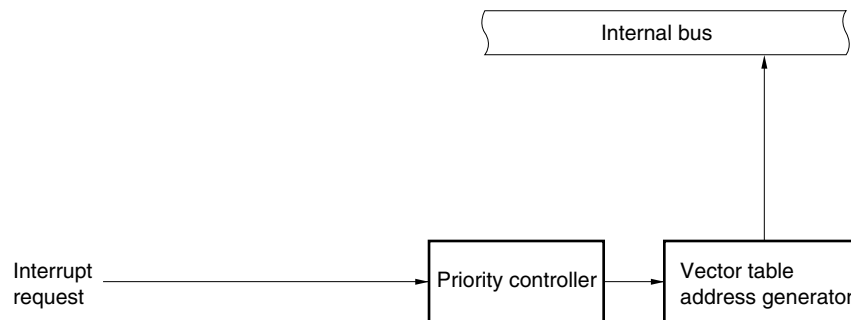 Internal bus
Interrupt
request
Priority controller
Vector table
address generator